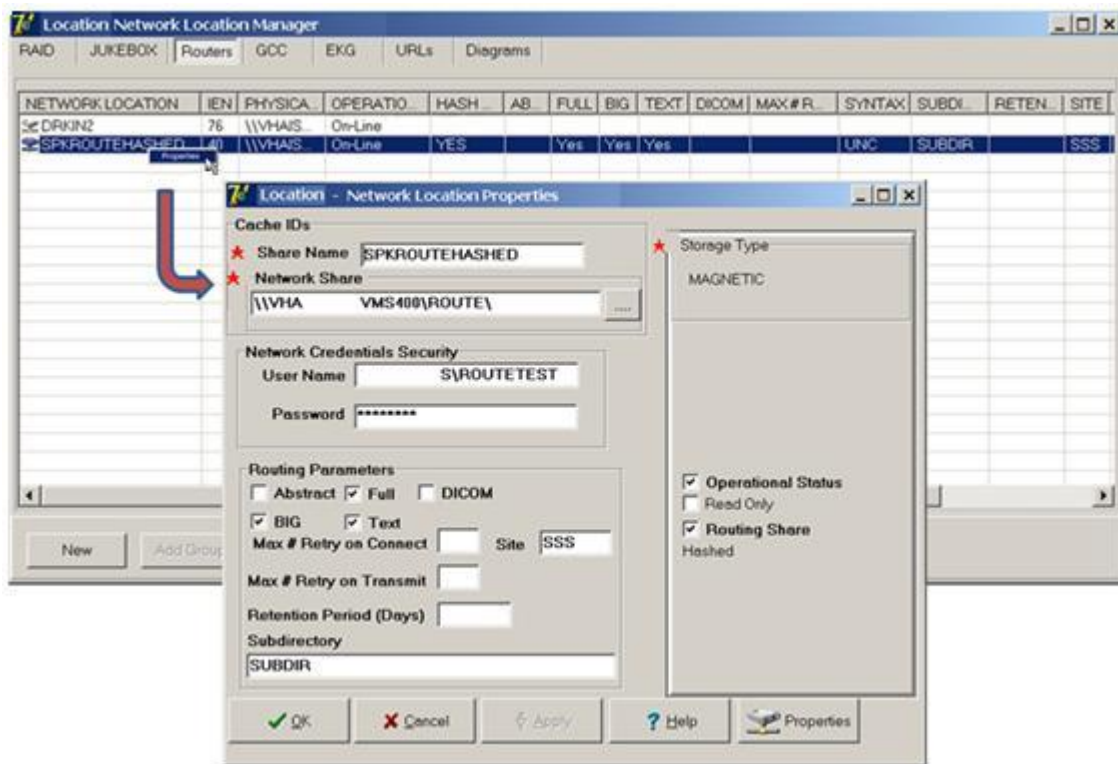 Location Network Location Manager
RAID JUKEBOX Routers GCC EKG URLs Diagrams
NETWORK LOCATION IEN PHYSICA... OPERATIO... HASH ... AB... FULL BIG TEXT DICOM MAX # R... SYNTAX SUBDI... RETEN... SITE
DRKIN2 76 \\VHAIS... On-Line
SPKROUTEHASHED 40 \\VHAIS... On-Line YES Yes Yes Yes UNC SUBDIR SSS
Properties
Location - Network Location Properties
Cache IDs
Share Name SPKROUTEHASHED
Network Share
\\VHA VMS400\ROUTE\
....
Storage Type
MAGNETIC
Network Credentials Security
User Name S\ROUTETEST
Password ********
Routing Parameters
Abstract Full DICOM
BIG Text
Max # Retry on Connect Site SSS
Max # Retry on Transmit
Retention Period (Days)
Subdirectory
SUBDIR
Operational Status
Read Only
Routing Share
Hashed
New Add Group
OK Cancel Apply Help Properties